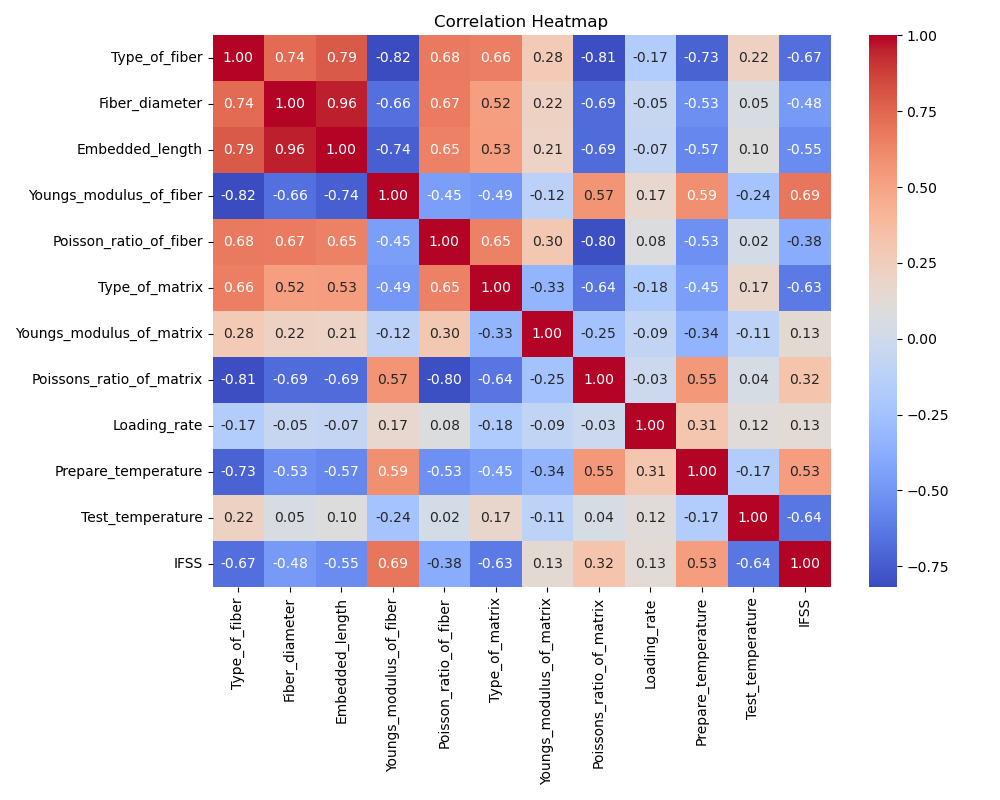 Correlation Heatmap
Type_of_fiber 1.00 0.74 0.79 -0.82 0.68 0.66 0.28 -0.81 -0.17 -0.73 0.22 -0.67
Fiber_diameter 0.74 1.00 0.96 -0.66 0.67 0.52 0.22 -0.69 -0.05 -0.53 0.05 -0.48
Embedded_length 0.79 0.96 1.00 -0.74 0.65 0.53 0.21 -0.69 -0.07 -0.57 0.10 -0.55
Youngs_modulus_of_fiber -0.82 -0.66 -0.74 1.00 -0.45 -0.49 -0.12 0.57 0.17 0.59 -0.24 0.69
Poisson_ratio_of_fiber 0.68 0.67 0.65 -0.45 1.00 0.65 0.30 -0.80 0.08 -0.53 0.02 -0.38
Type_of_matrix 0.66 0.52 0.53 -0.49 0.65 1.00 -0.33 -0.64 -0.18 -0.45 0.17 -0.63
Youngs_modulus_of_matrix 0.28 0.22 0.21 -0.12 0.30 -0.33 1.00 -0.25 -0.09 -0.34 -0.11 0.13
Poissons_ratio_of_matrix -0.81 -0.69 -0.69 0.57 -0.80 -0.64 -0.25 1.00 -0.03 0.55 0.04 0.32
Loading_rate -0.17 -0.05 -0.07 0.17 0.08 -0.18 -0.09 -0.03 1.00 0.31 0.12 0.13
Prepare_temperature -0.73 -0.53 -0.57 0.59 -0.53 -0.45 -0.34 0.55 0.31 1.00 -0.17 0.53
Test_temperature 0.22 0.05 0.10 -0.24 0.02 0.17 -0.11 0.04 0.12 -0.17 1.00 -0.64
IFSS -0.67 -0.48 -0.55 0.69 -0.38 -0.63 0.13 0.32 0.13 0.53 -0.64 1.00
Type_of_fiber
Fiber_diameter
Embedded_length
Youngs_modulus_of_fiber
Poisson_ratio_of_fiber
Type_of_matrix
Youngs_modulus_of_matrix
Poissons_ratio_of_matrix
Loading_rate
Prepare_temperature
Test_temperature
IFSS
1.00
0.75
0.50
0.25
0.00
-0.25
-0.50
-0.75